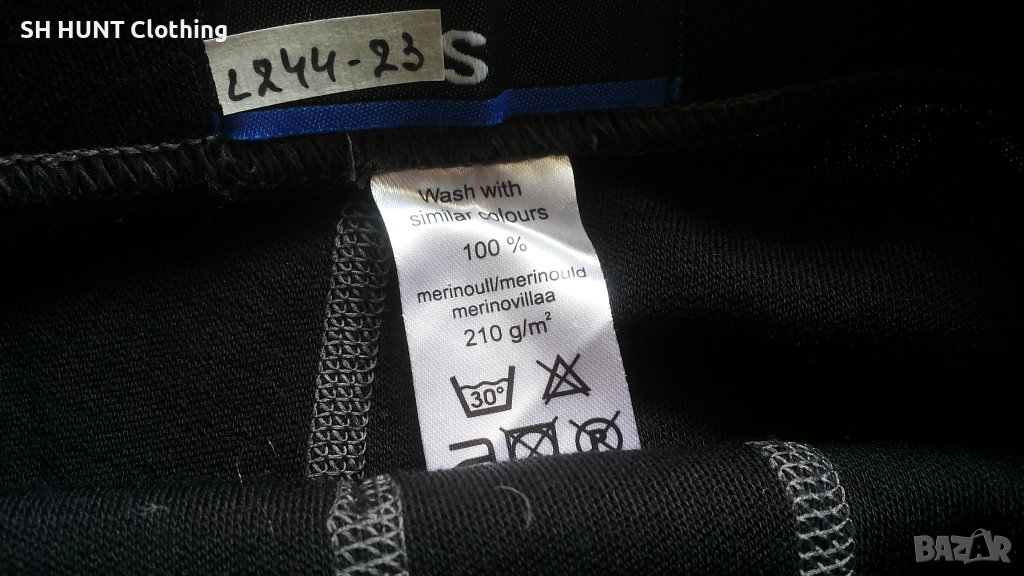 SH HUNT Clothing
L244-23 S
Wash with
similar colours
100 %
merinoull/merinould
merinovillaa
210 g/m²
30°
R
BAZAR